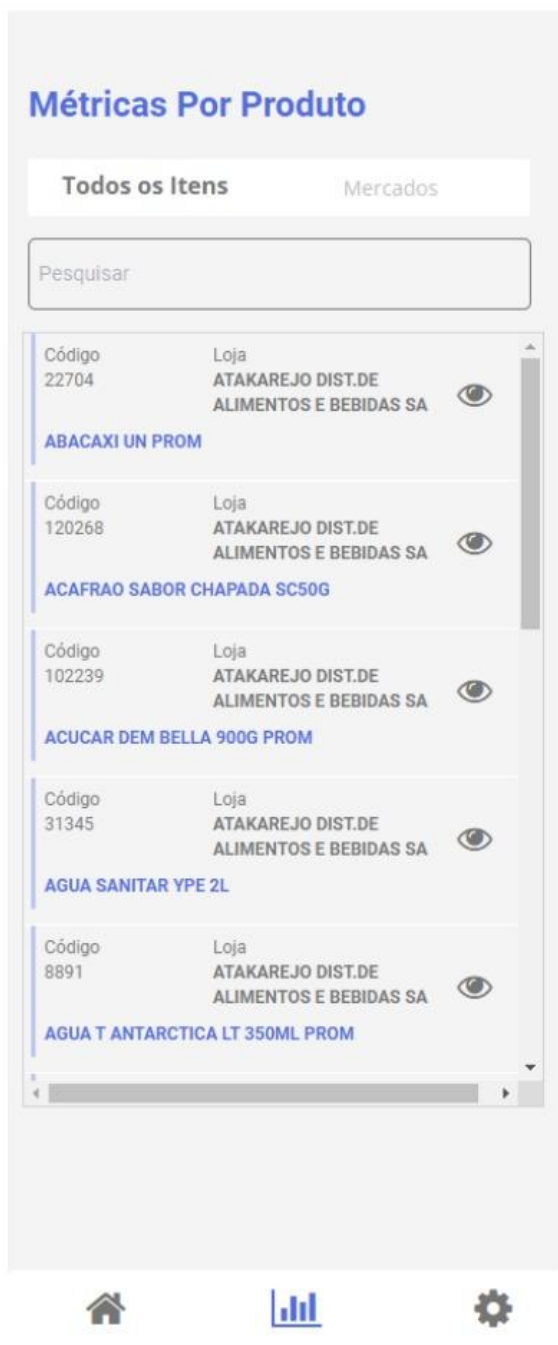 Métricas Por Produto
Todos os Itens Mercados
Pesquisar
Código Loja
22704 ATAKAREJO DIST.DE
ALIMENTOS E BEBIDAS SA
ABACAXI UN PROM
Código Loja
120268 ATAKAREJO DIST.DE
ALIMENTOS E BEBIDAS SA
ACAFRAO SABOR CHAPADA SC50G
Código Loja
102239 ATAKAREJO DIST.DE
ALIMENTOS E BEBIDAS SA
ACUCAR DEM BELLA 900G PROM
Código Loja
31345 ATAKAREJO DIST.DE
ALIMENTOS E BEBIDAS SA
AGUA SANITAR YPE 2L
Código Loja
8891 ATAKAREJO DIST.DE
ALIMENTOS E BEBIDAS SA
AGUA T ANTARCTICA LT 350ML PROM